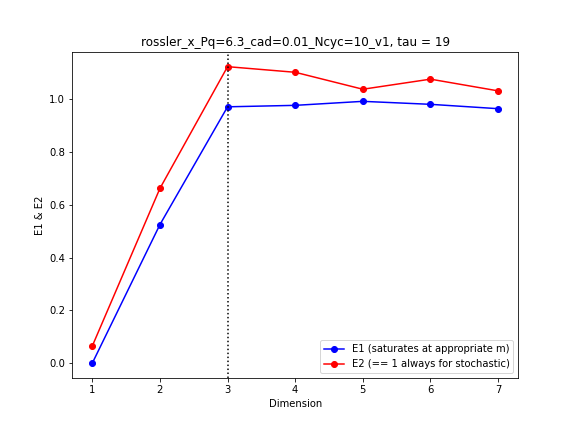 rossler_x_Pq=6.3_cad=0.01_Ncyc=10_v1, tau = 19
E1 & E2
1.0
0.8
0.6
0.4
0.2
0.0
E1 (saturates at appropriate m)
E2 (== 1 always for stochastic)
1 2 3 4 5 6 7
Dimension